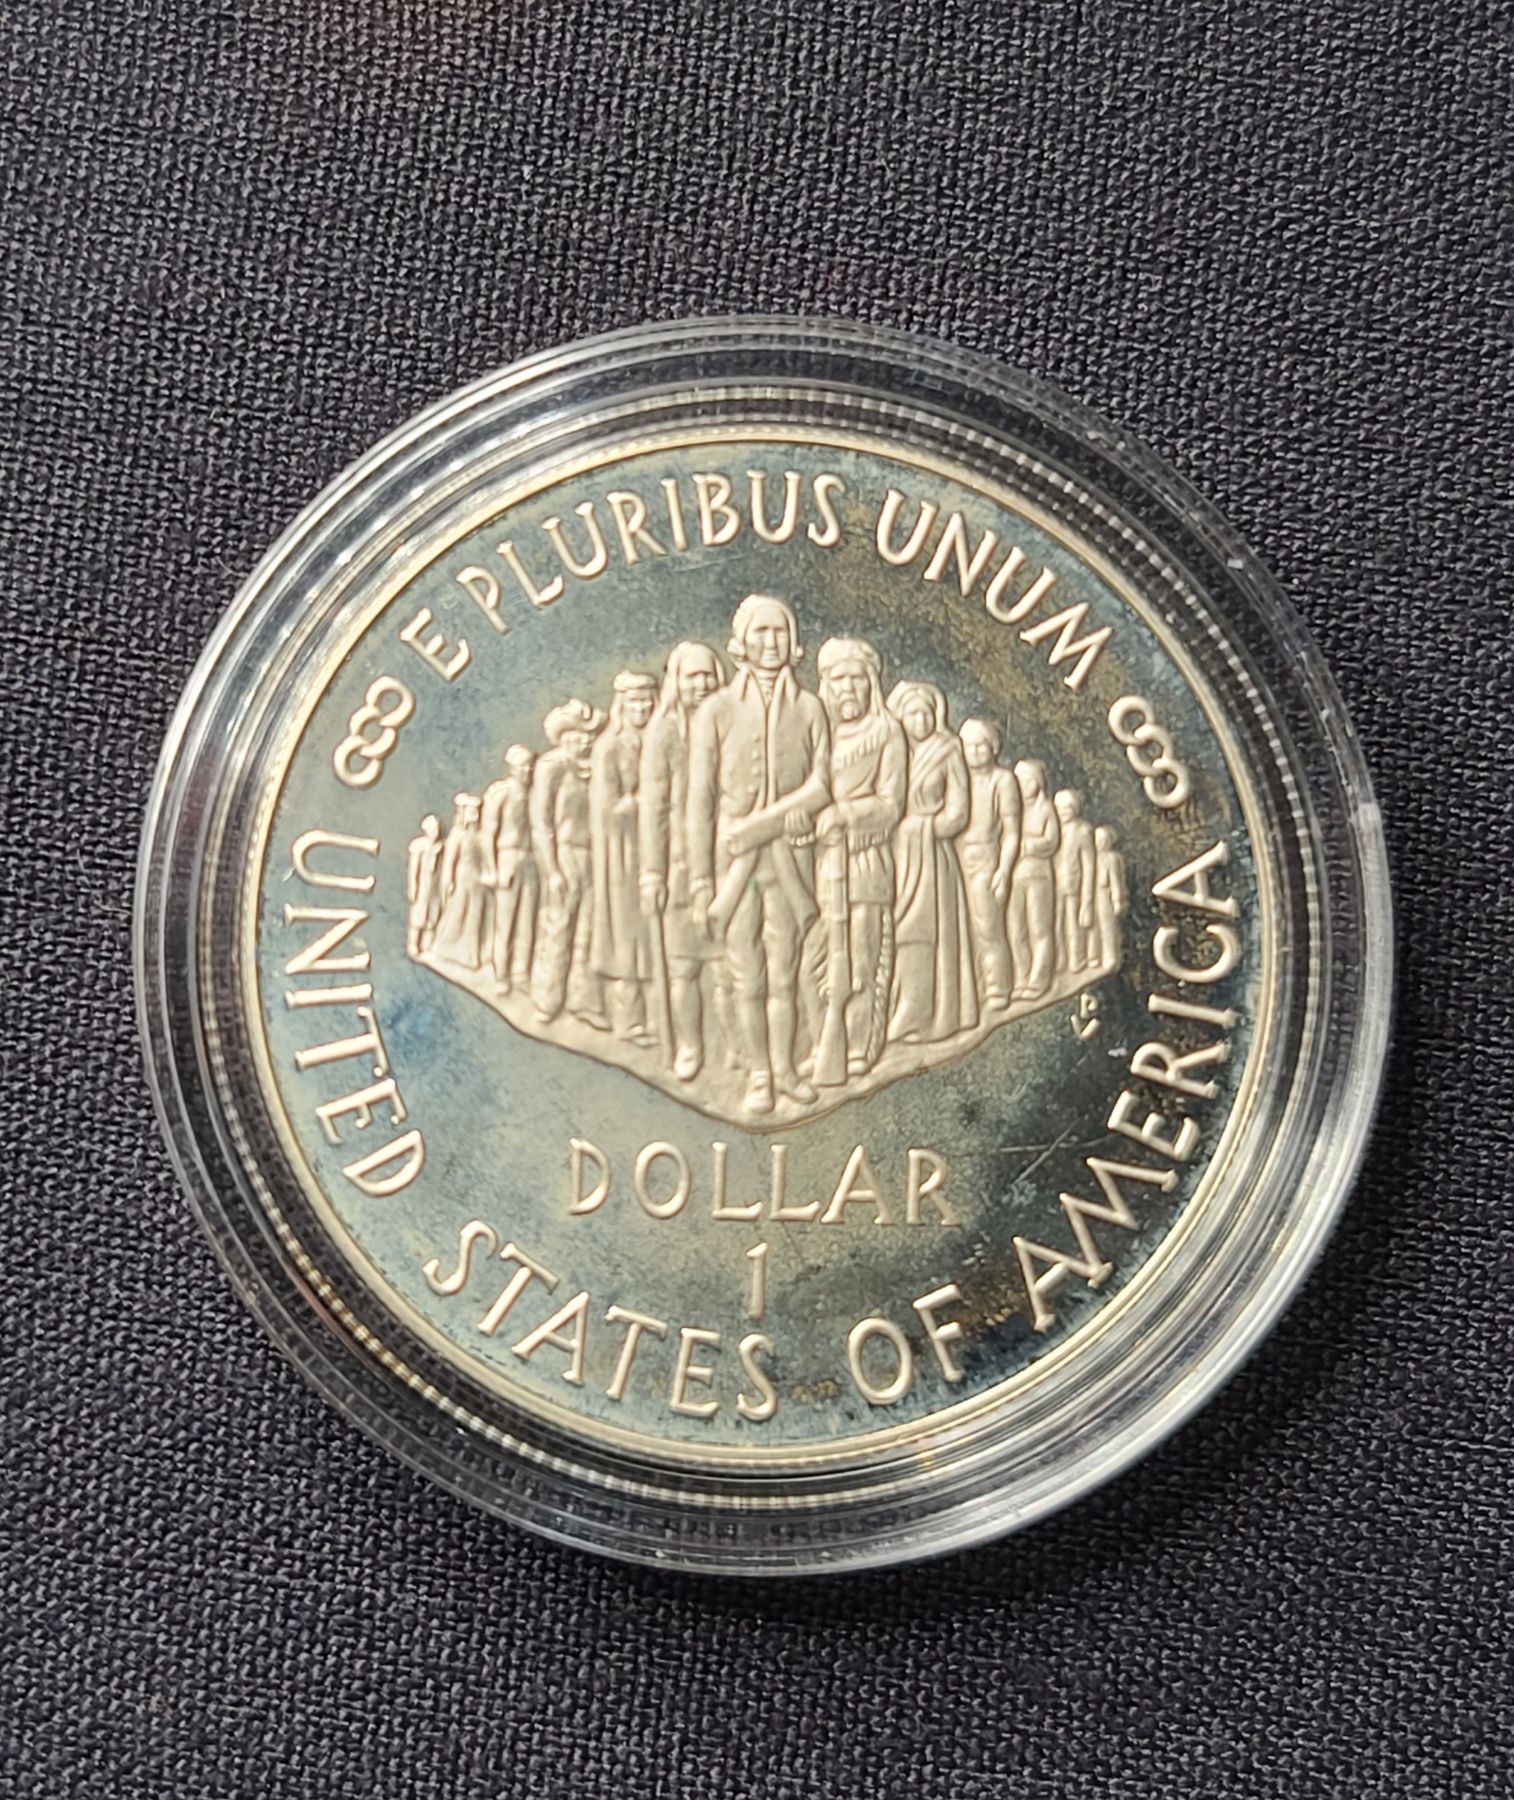 E PLURIBUS UNUM
DOLLAR
1
UNITED STATES OF AMERICA